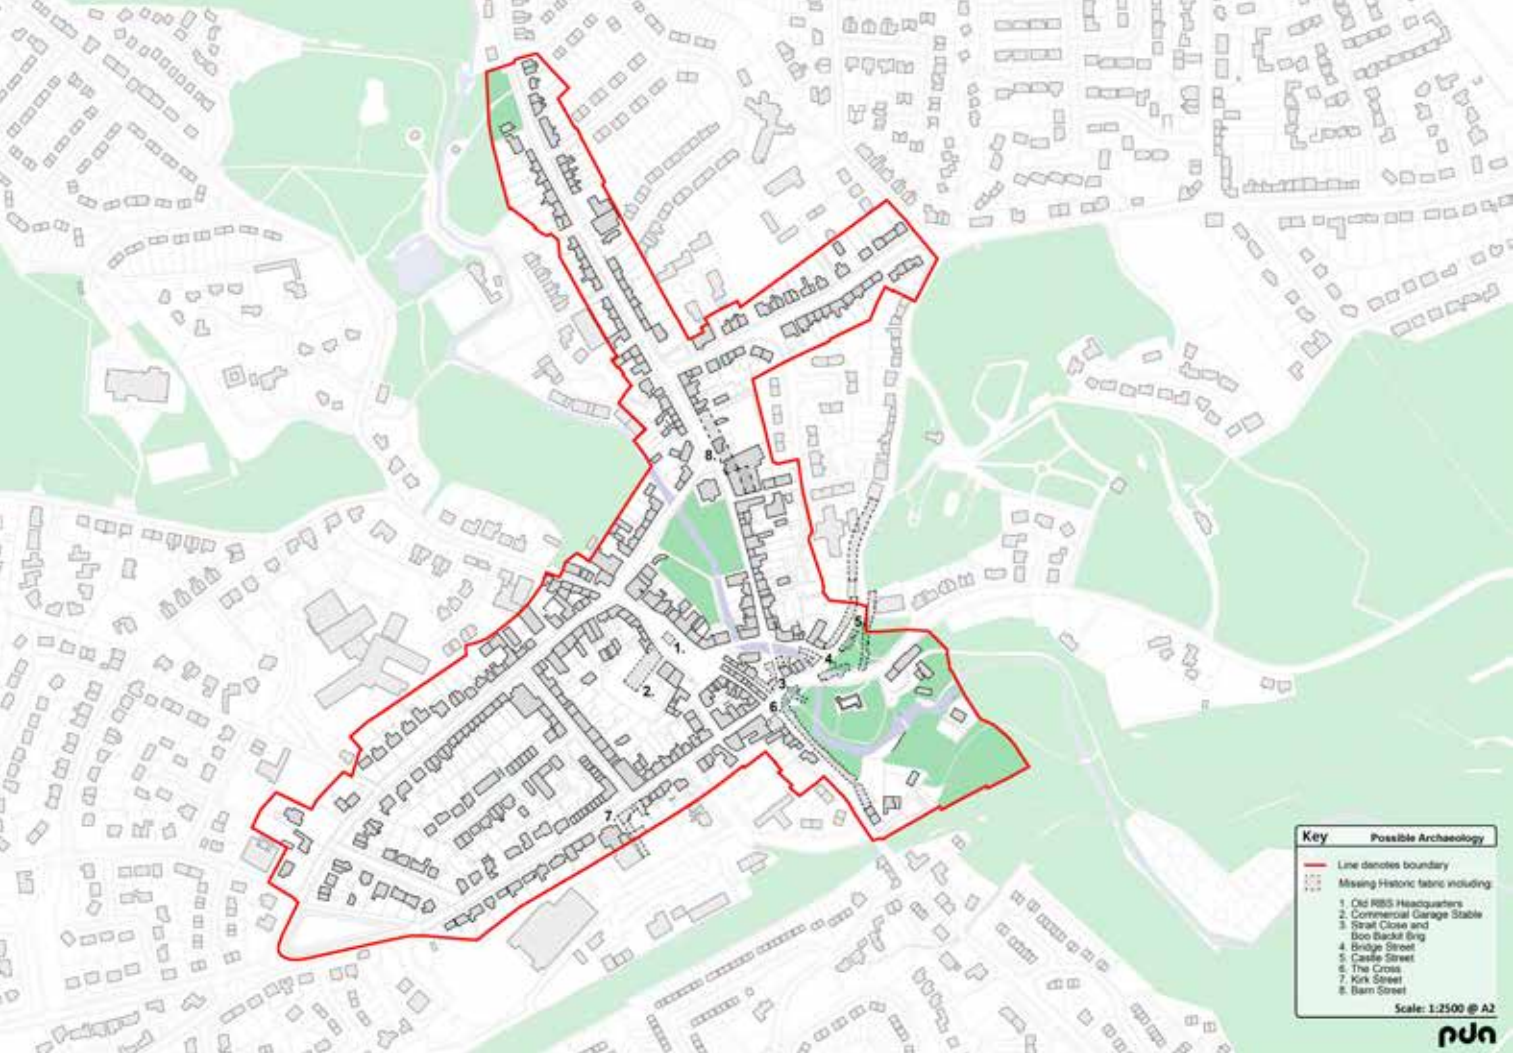 8.
1.
2.
5.
4.
3.
6.
7.
Key Possible Archaeology
Line denotes boundary
Missing Historic fabric including:
1. Old RBS Headquarters
2. Commercial Garage Stable
3. Strait Close and
Boo Backit Brig
4. Bridge Street
5. Castle Street
6. The Cross
7. Kirk Street
8. Barn Street
Scale: 1:2500 @ A2
pda